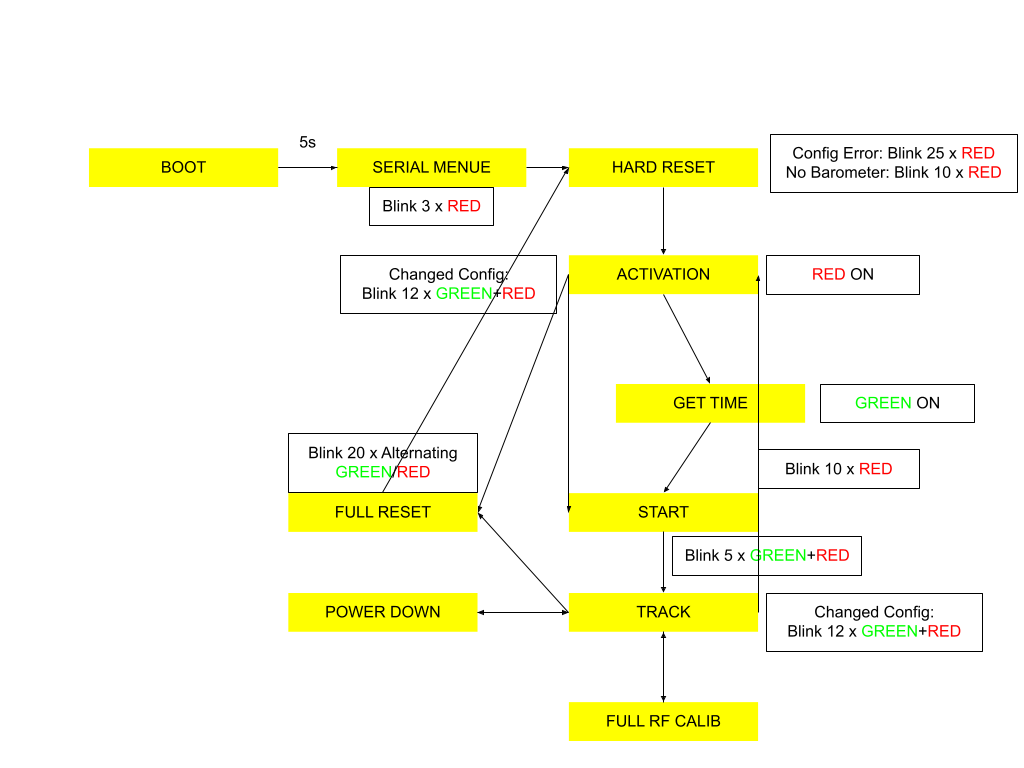 5s
BOOT
SERIAL MENUE
HARD RESET
Config Error: Blink 25 x RED
No Barometer: Blink 10 x RED
Blink 3 x RED
Changed Config:
Blink 12 x GREEN+RED
ACTIVATION
RED ON
GET TIME
GREEN ON
Blink 20 x Alternating
GREEN/RED
Blink 10 x RED
FULL RESET
START
Blink 5 x GREEN+RED
POWER DOWN
TRACK
Changed Config:
Blink 12 x GREEN+RED
FULL RF CALIB